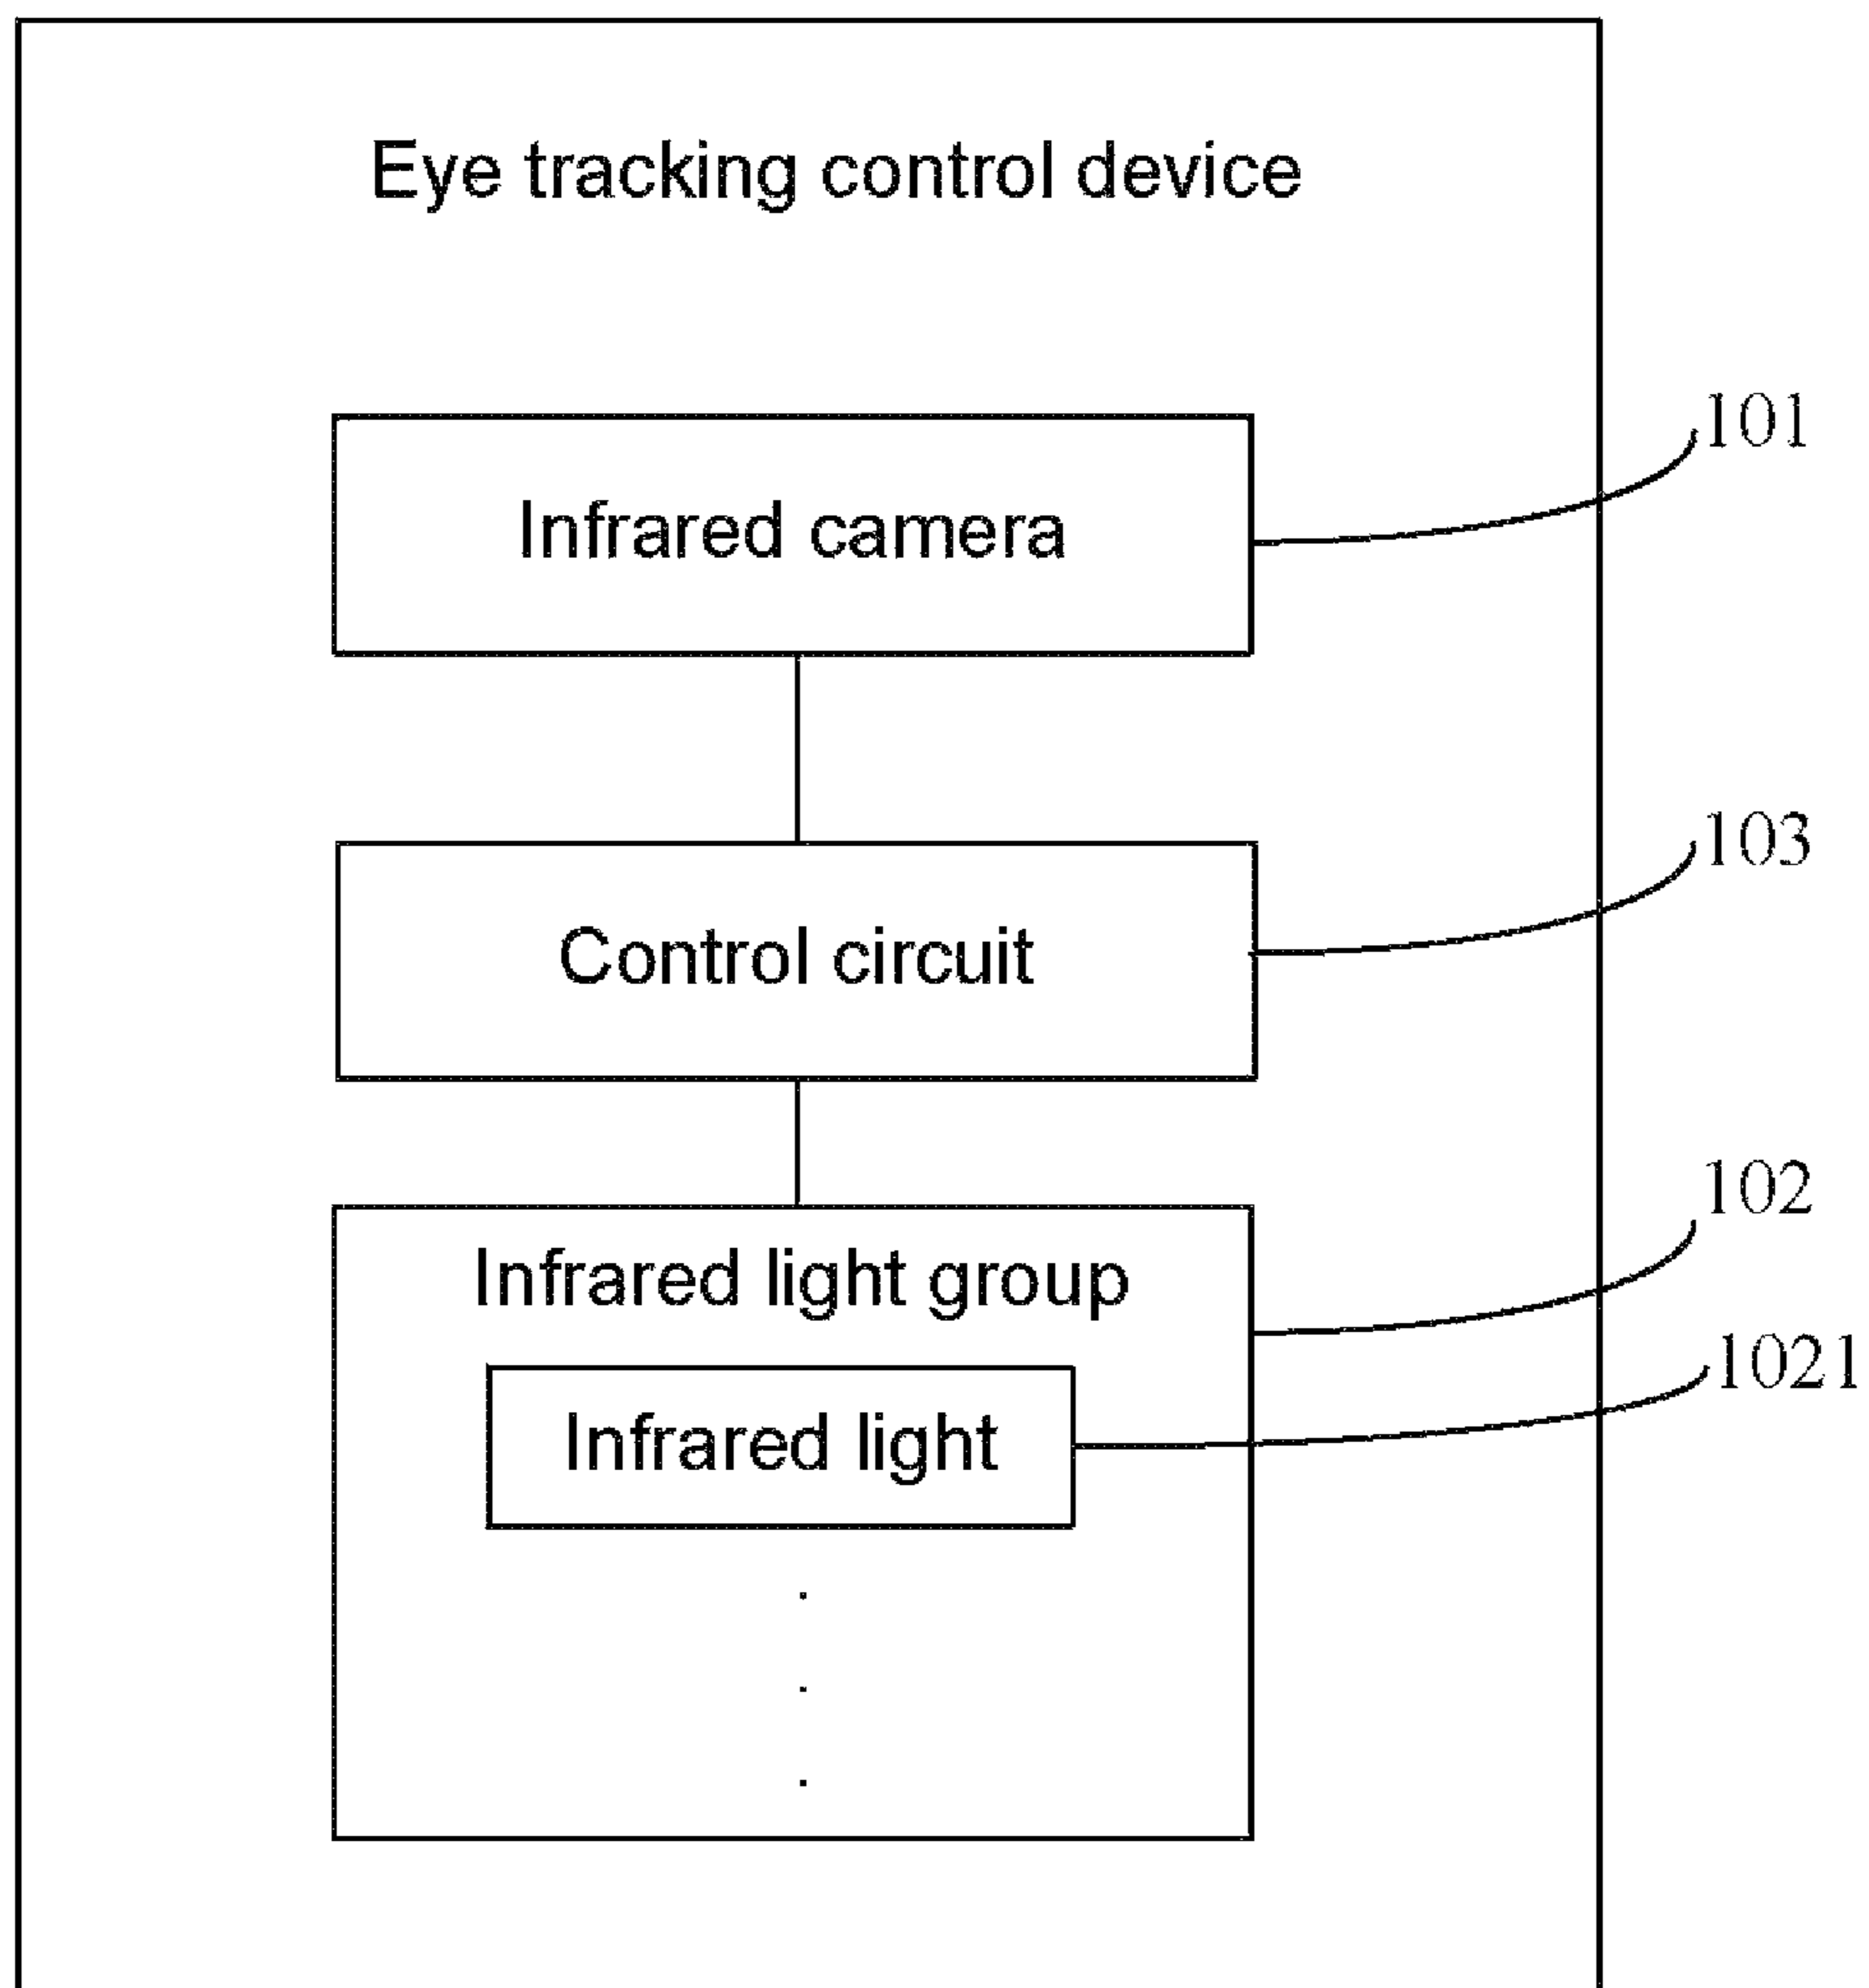 Eye tracking control device
Infrared camera
101
Control circuit
103
Infrared light group
102
Infrared light
1021